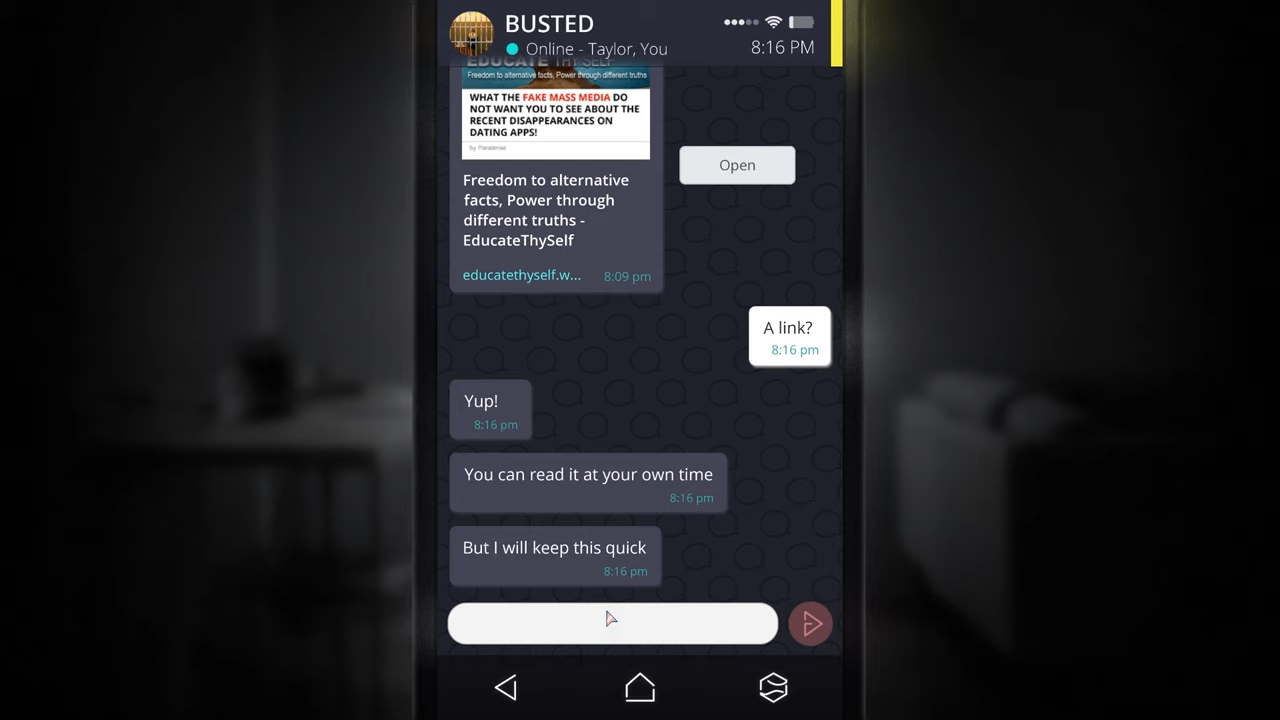 BUSTED
Online - Taylor, You
8:16 PM
EDUCATE THY SELF
Freedom to alternative facts, Power through different truths
WHAT THE FAKE MASS MEDIA DO
NOT WANT YOU TO SEE ABOUT THE
RECENT DISAPPEARANCES ON
DATING APPS!
Open
Freedom to alternative
facts, Power through
different truths -
EducateThySelf
educatethyself.w...
8:09 pm
A link?
8:16 pm
Yup!
8:16 pm
You can read it at your own time
8:16 pm
But I will keep this quick
8:16 pm